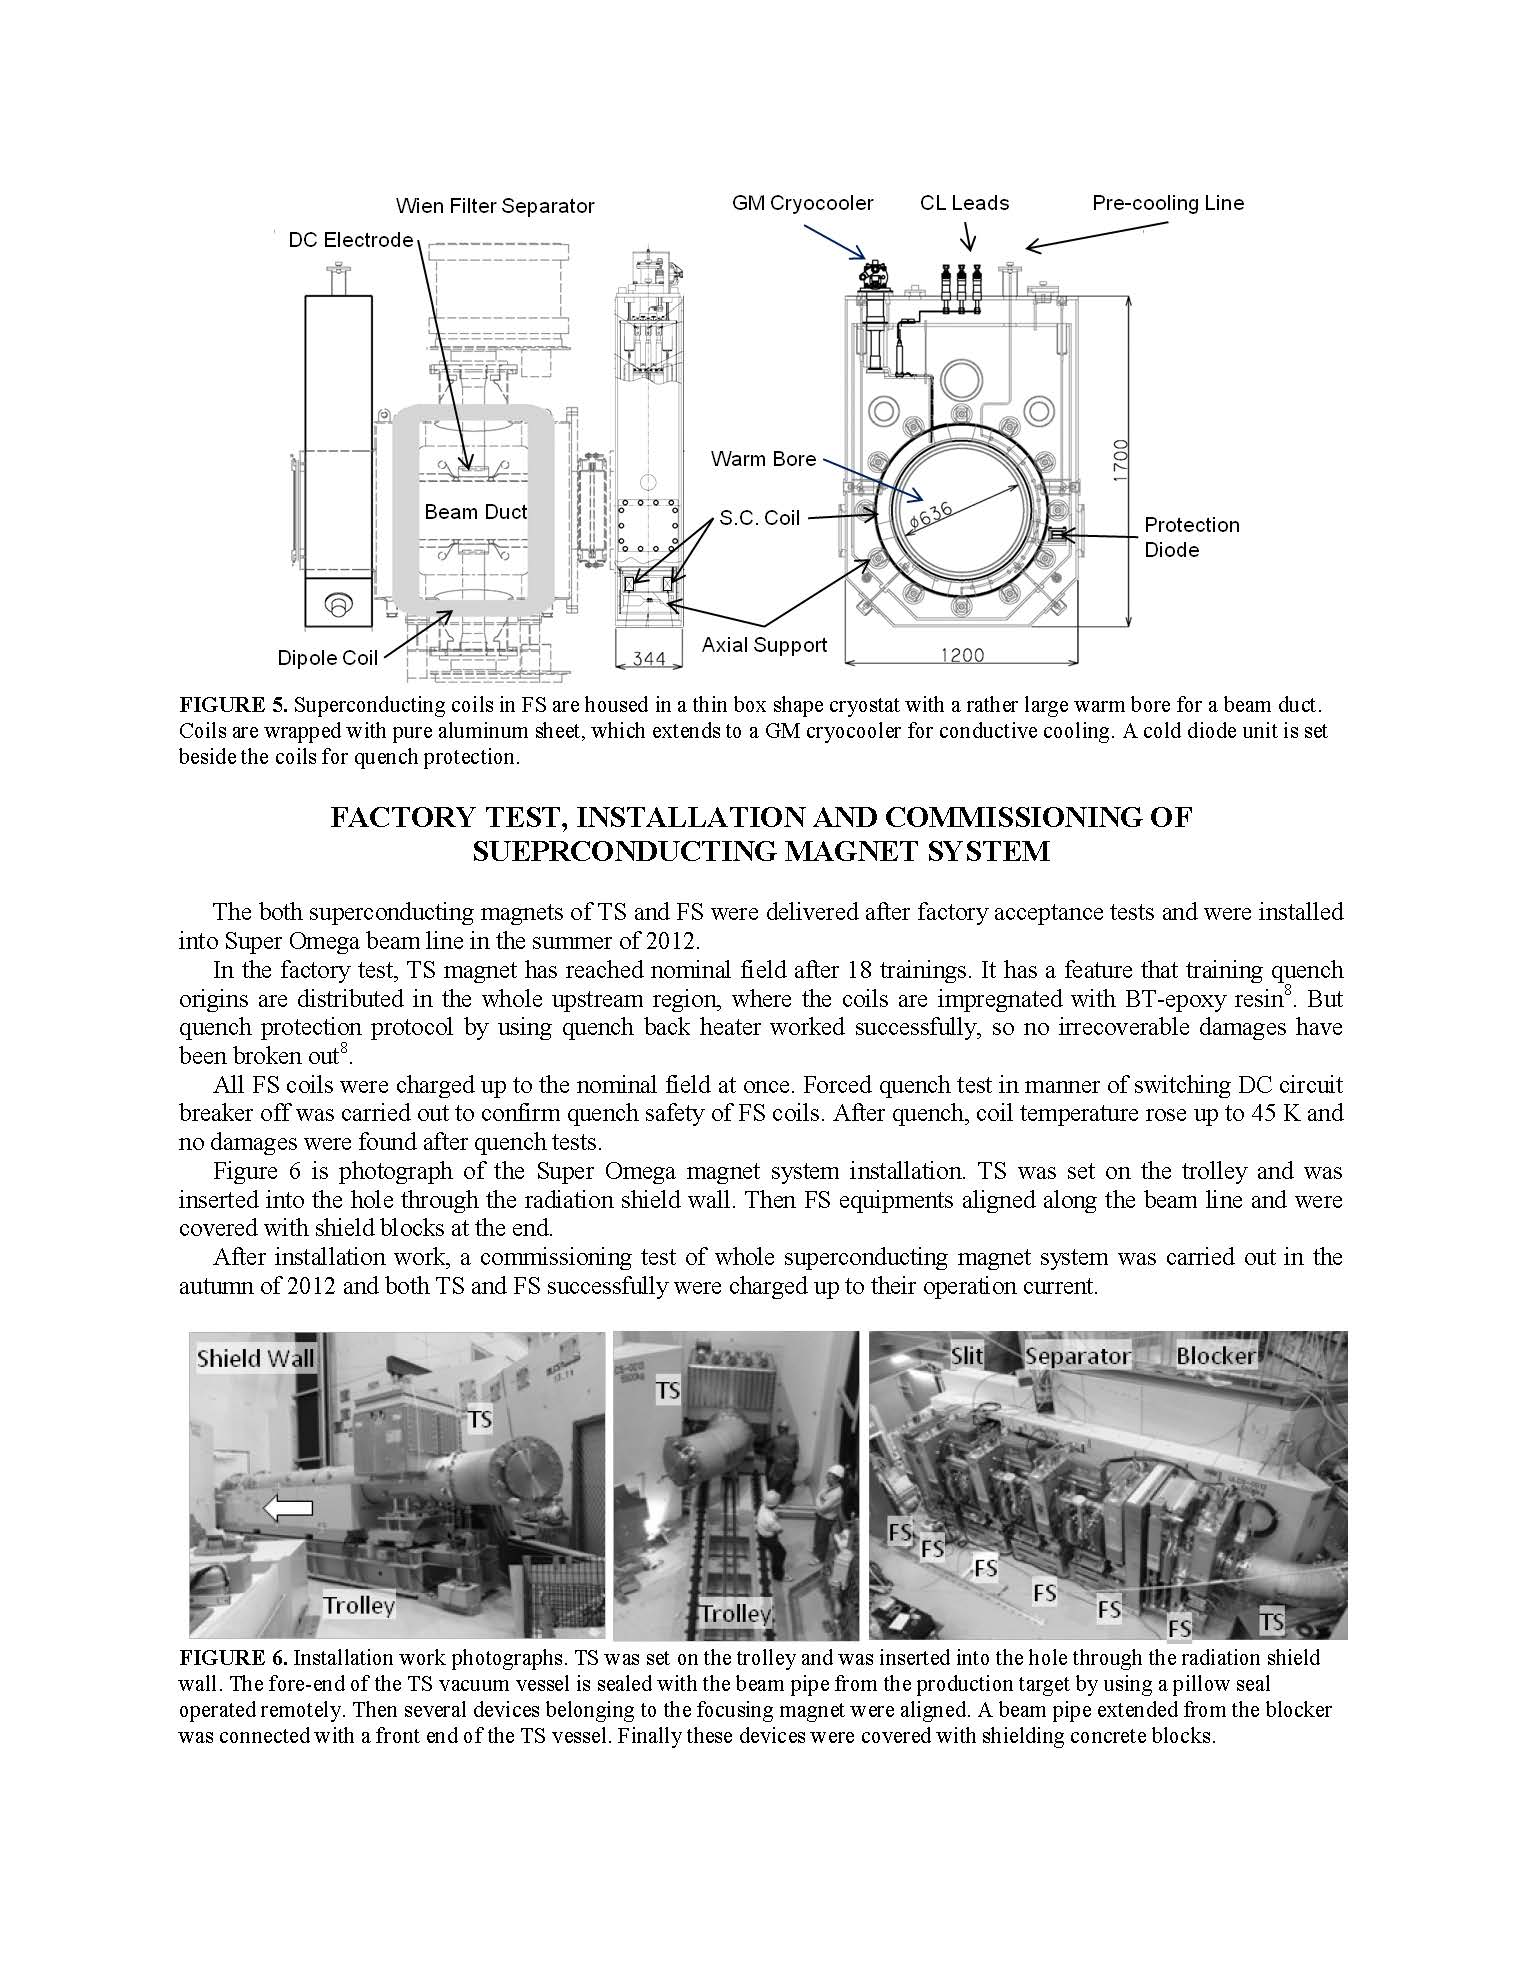 Wien Filter Separator
GM Cryocooler
CL Leads
Pre-cooling Line
DC Electrode
Warm Bore
1700
ϕ636
Beam Duct
S.C. Coil
Protection
Diode
Dipole Coil
344
Axial Support
1200
FIGURE 5. Superconducting coils in FS are housed in a thin box shape cryostat with a rather large warm bore for a beam duct.
Coils are wrapped with pure aluminum sheet, which extends to a GM cryocooler for conductive cooling. A cold diode unit is set
beside the coils for quench protection.
FACTORY TEST, INSTALLATION AND COMMISSIONING OF
SUEPRCONDUCTING MAGNET SYSTEM
The both superconducting magnets of TS and FS were delivered after factory acceptance tests and were installed
into Super Omega beam line in the summer of 2012.
In the factory test, TS magnet has reached nominal field after 18 trainings. It has a feature that training quench
origins are distributed in the whole upstream region, where the coils are impregnated with BT-epoxy resin⁸. But
quench protection protocol by using quench back heater worked successfully, so no irrecoverable damages have
been broken out⁸.
All FS coils were charged up to the nominal field at once. Forced quench test in manner of switching DC circuit
breaker off was carried out to confirm quench safety of FS coils. After quench, coil temperature rose up to 45 K and
no damages were found after quench tests.
Figure 6 is photograph of the Super Omega magnet system installation. TS was set on the trolley and was
inserted into the hole through the radiation shield wall. Then FS equipments aligned along the beam line and were
covered with shield blocks at the end.
After installation work, a commissioning test of whole superconducting magnet system was carried out in the
autumn of 2012 and both TS and FS successfully were charged up to their operation current.
Shield Wall
TS
Trolley
TS
Trolley
Slit
Separator
Blocker
FS
FS
FS
FS
FS
FS
TS
FIGURE 6. Installation work photographs. TS was set on the trolley and was inserted into the hole through the radiation shield
wall. The fore-end of the TS vacuum vessel is sealed with the beam pipe from the production target by using a pillow seal
operated remotely. Then several devices belonging to the focusing magnet were aligned. A beam pipe extended from the blocker
was connected with a front end of the TS vessel. Finally these devices were covered with shielding concrete blocks.